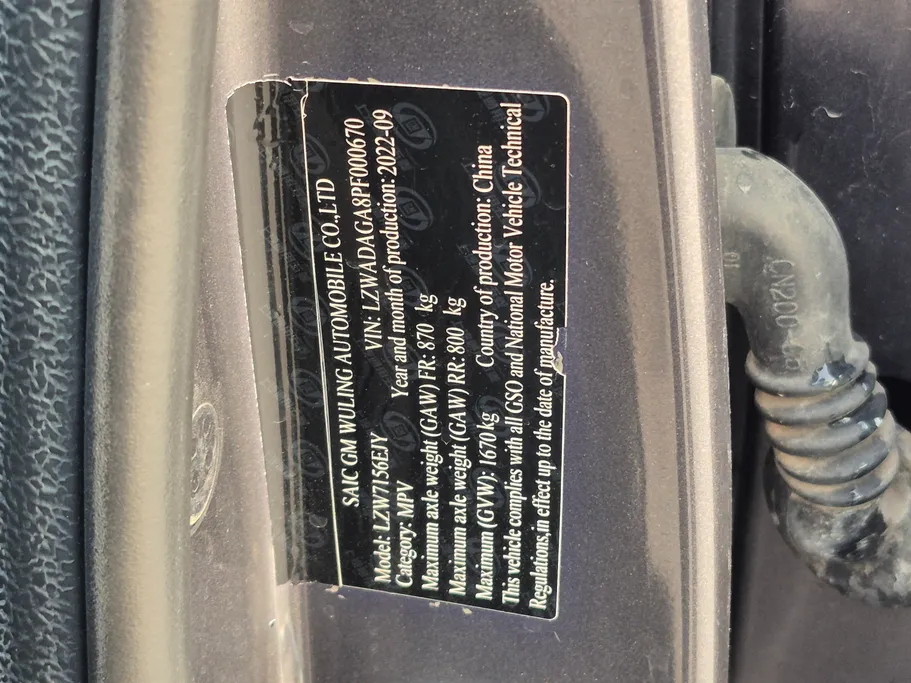 SAIC GM WULING AUTOMOBILE CO.,LTD
Model: LZW7156EJY VIN: LZWADAGA8PF000670
Category: MPV Year and month of production: 2022-09
Maximum axle weight (GAW) FR: 870 kg
Maximum axle weight (GAW) RR: 800 kg
Maximum (GVW): 1670 kg Country of production: China
This vehicle complies with all GSO and National Motor Vehicle Technical
Regulations,in effect up to the date of manufacture.